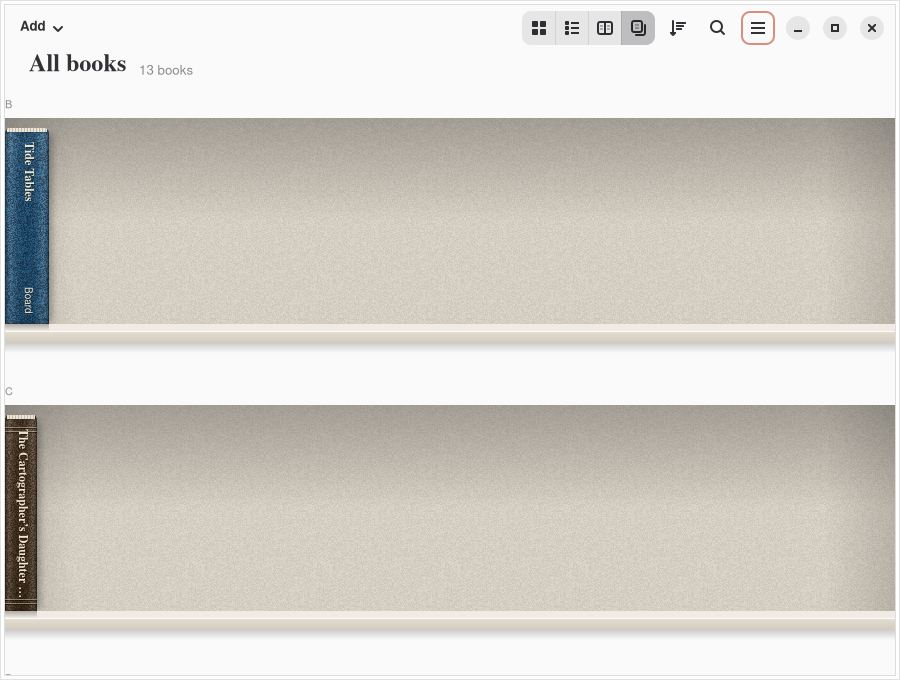 Add
All books
13 books
B
Tide Tables
Board
C
The Cartographer's Daughter ...